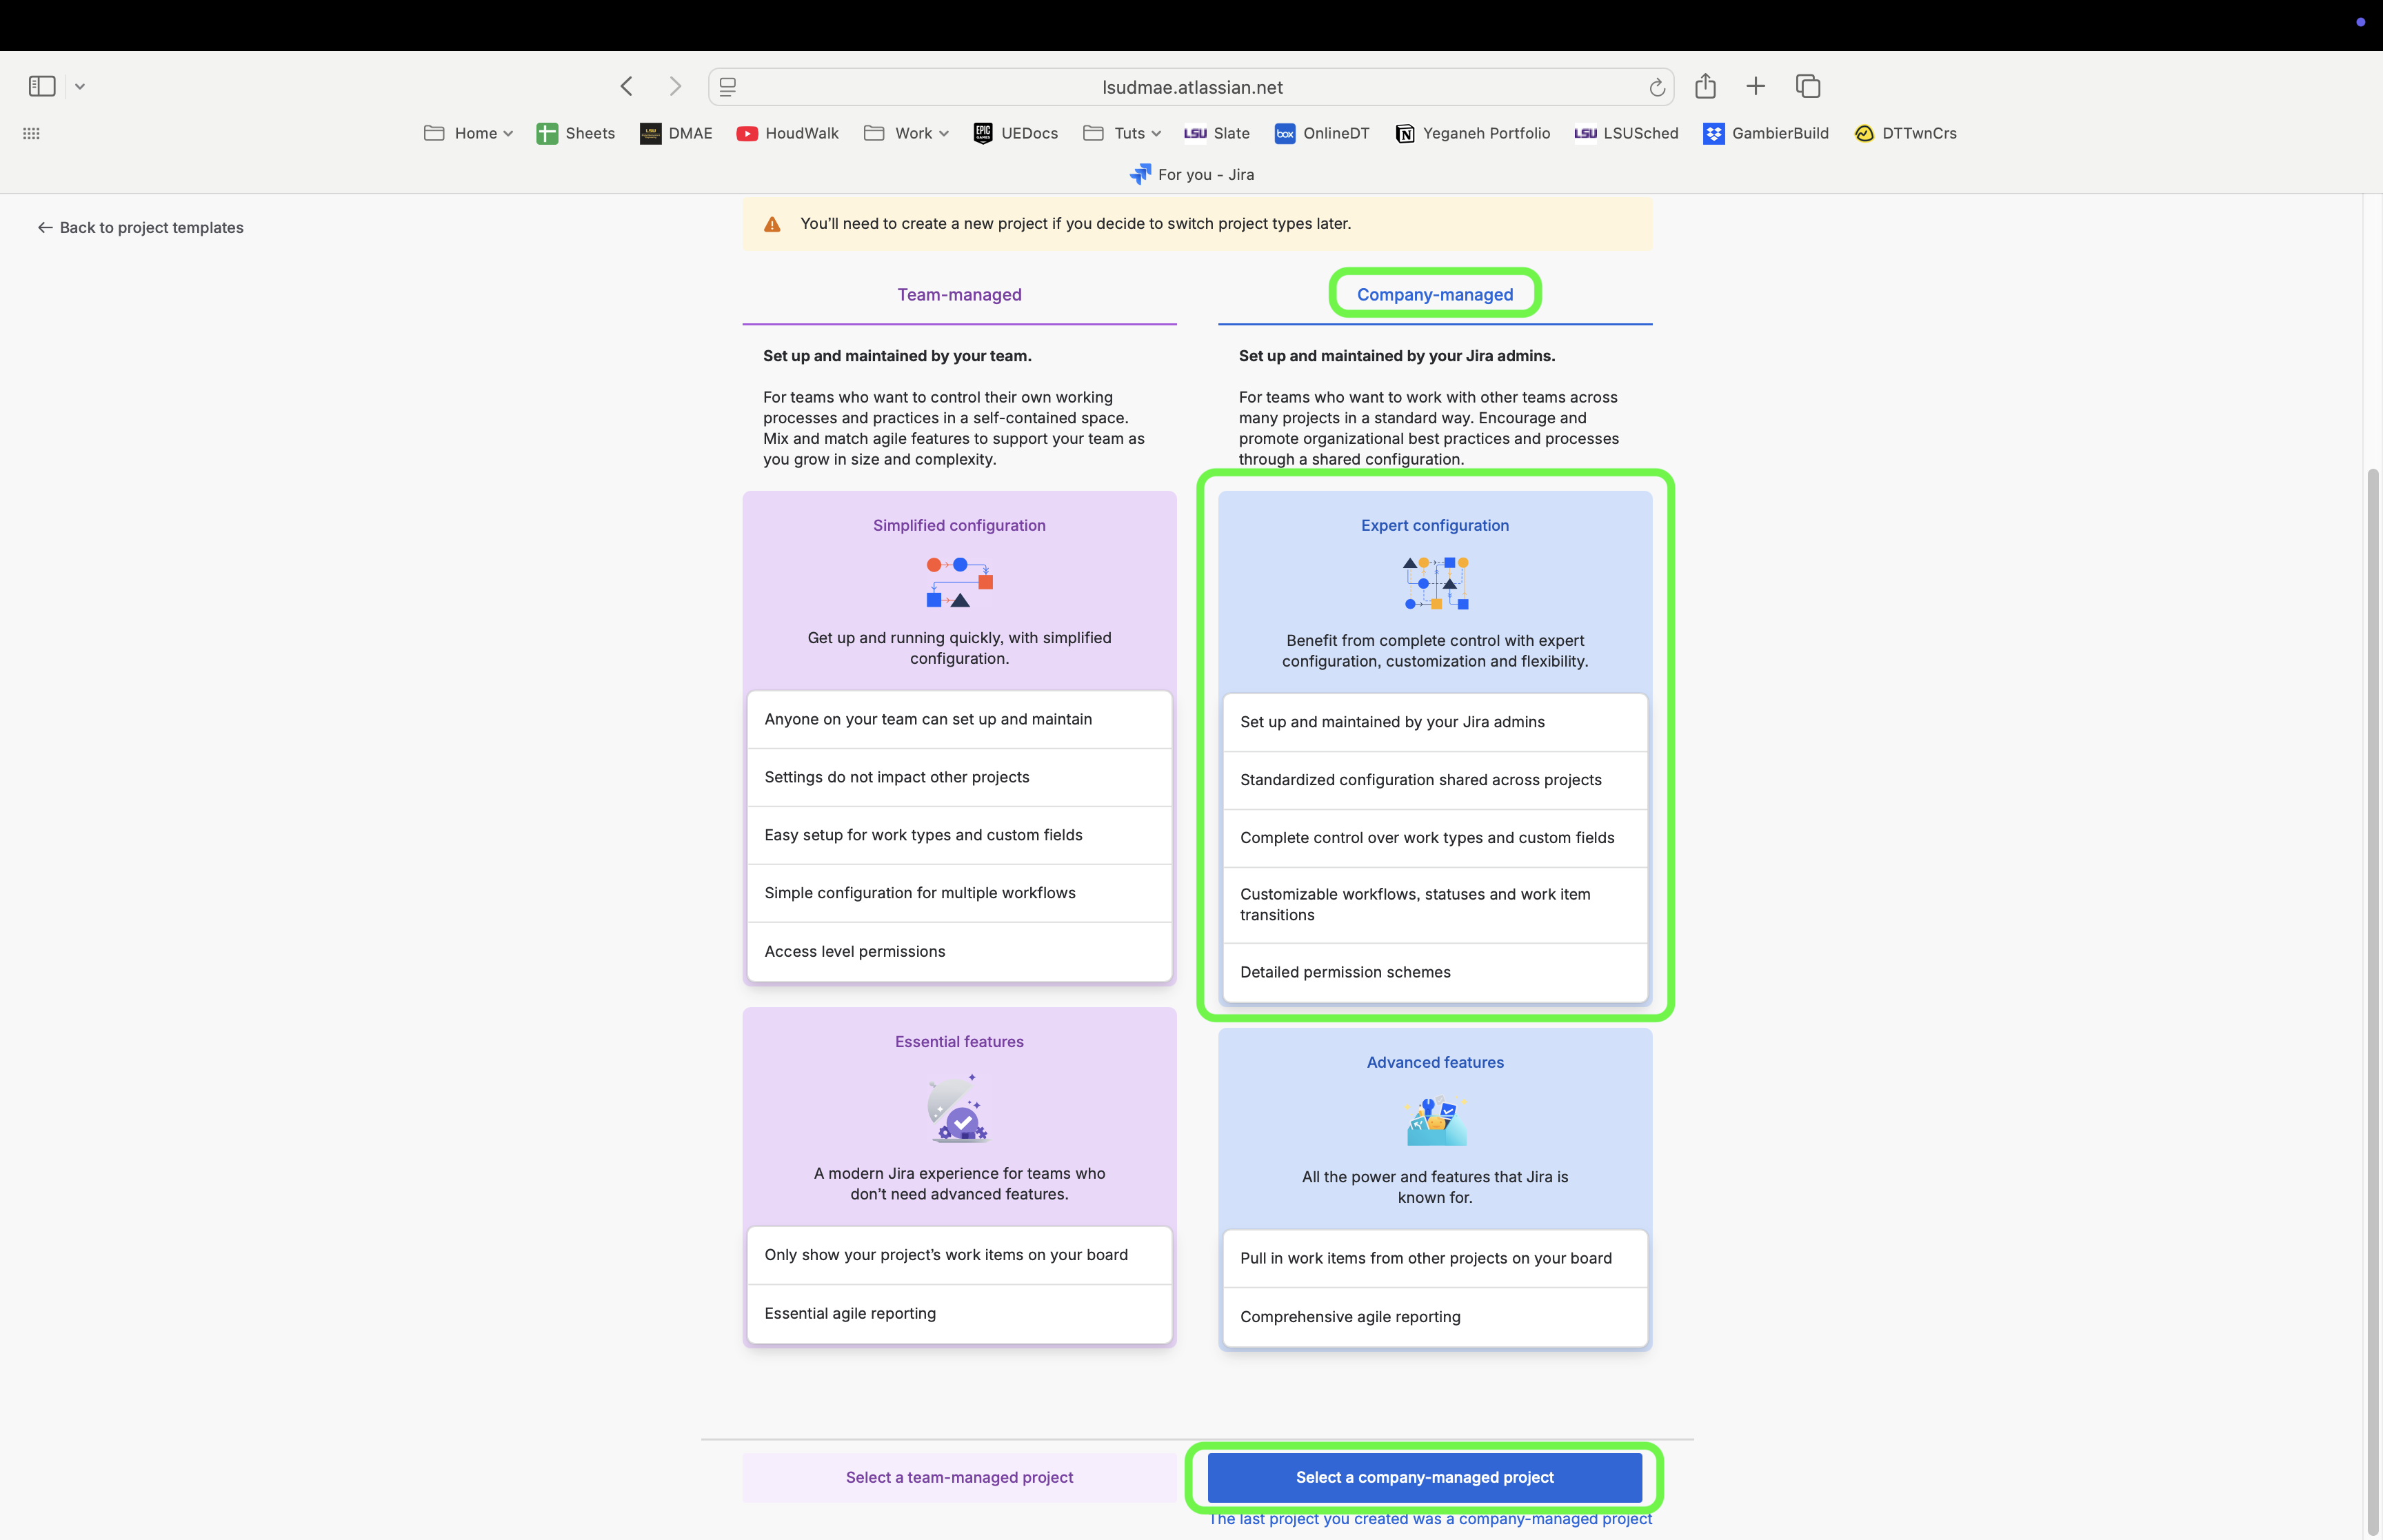 lsudmae.atlassian.net
Home
Sheets
DMAE
HoudWalk
Work
UEDocs
Tuts
LSU Slate
box OnlineDT
Yeganeh Portfolio
LSU LSUSched
GambierBuild
DTTwnCrs
For you - Jira
Back to project templates
You’ll need to create a new project if you decide to switch project types later.
Team-managed
Set up and maintained by your team.
For teams who want to control their own working
processes and practices in a self-contained space.
Mix and match agile features to support your team as
you grow in size and complexity.
Simplified configuration
Get up and running quickly, with simplified
configuration.
Anyone on your team can set up and maintain
Settings do not impact other projects
Easy setup for work types and custom fields
Simple configuration for multiple workflows
Access level permissions
Essential features
A modern Jira experience for teams who
don’t need advanced features.
Only show your project’s work items on your board
Essential agile reporting
Select a team-managed project
Company-managed
Set up and maintained by your Jira admins.
For teams who want to work with other teams across
many projects in a standard way. Encourage and
promote organizational best practices and processes
through a shared configuration.
Expert configuration
Benefit from complete control with expert
configuration, customization and flexibility.
Set up and maintained by your Jira admins
Standardized configuration shared across projects
Complete control over work types and custom fields
Customizable workflows, statuses and work item
transitions
Detailed permission schemes
Advanced features
All the power and features that Jira is
known for.
Pull in work items from other projects on your board
Comprehensive agile reporting
Select a company-managed project
The last project you created was a company-managed project